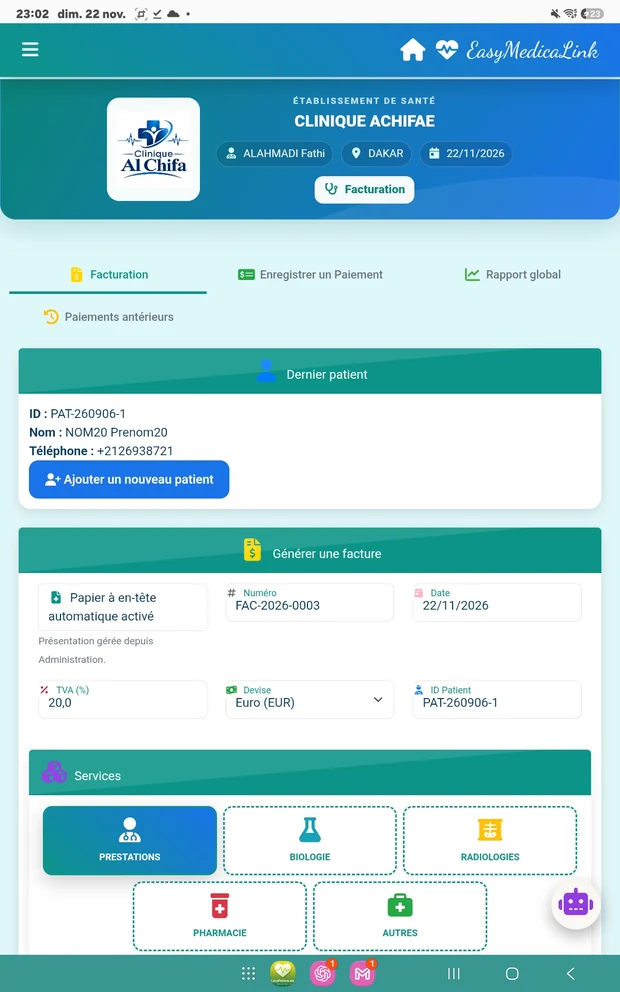 23:02 dim. 22 nov.
23
EasyMedicaLink
ÉTABLISSEMENT DE SANTÉ
CLINIQUE ACHIFAE
Clinique
Al Chifa
ALAHMADI Fathi
DAKAR
22/11/2026
Facturation
Facturation
Enregistrer un Paiement
Rapport global
Paiements antérieurs
Dernier patient
ID : PAT-260906-1
Nom : NOM20 Prenom20
Téléphone : +2126938721
Ajouter un nouveau patient
Générer une facture
Papier à en-tête
automatique activé
Présentation gérée depuis
Administration.
# Numéro
FAC-2026-0003
Date
22/11/2026
TVA (%)
20,0
Devise
Euro (EUR)
ID Patient
PAT-260906-1
Services
PRESTATIONS
BIOLOGIE
RADIOLOGIES
PHARMACIE
AUTRES
1
1